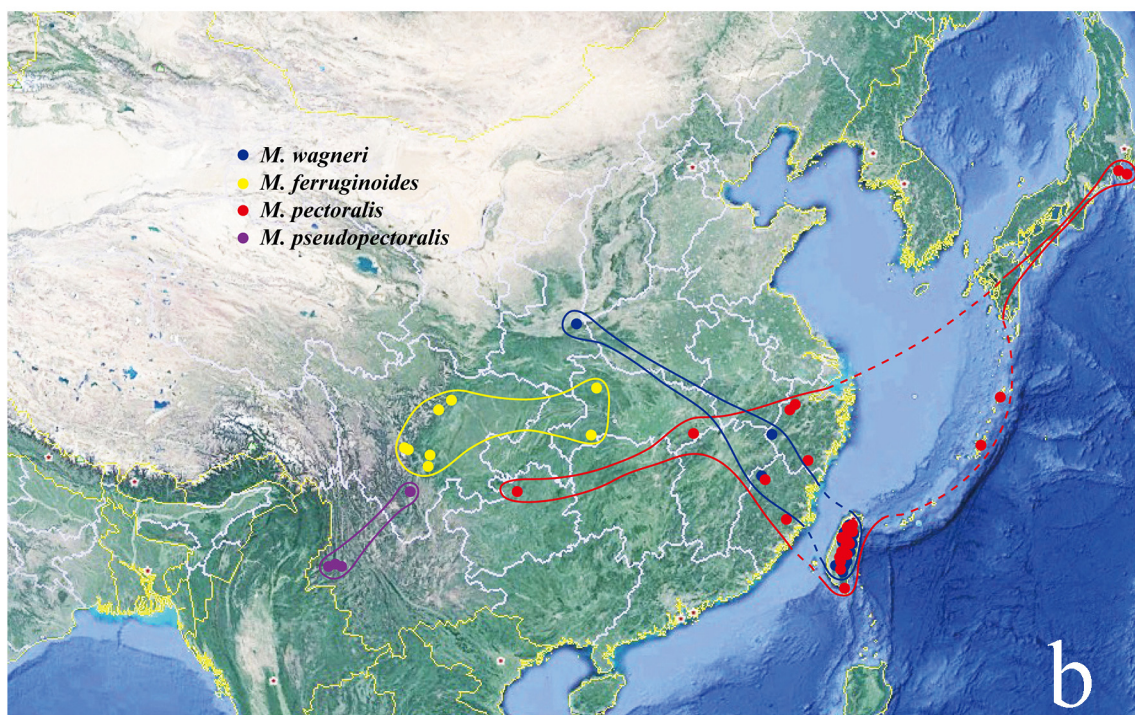 M. wagneri
M. ferruginoides
M. pectoralis
M. pseudopectoralis
b